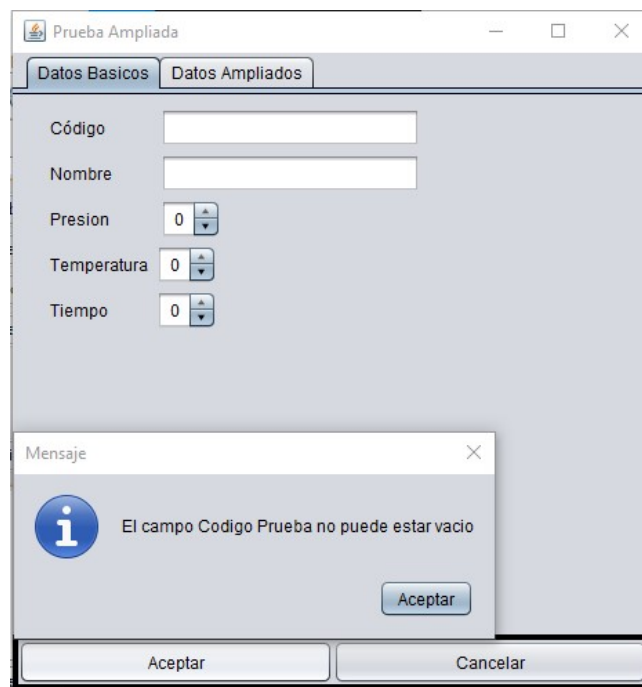 Prueba Ampliada
Datos Basicos Datos Ampliados
Código
Nombre
Presion 0
Temperatura 0
Tiempo 0
Mensaje
El campo Codigo Prueba no puede estar vacio
Aceptar
Aceptar Cancelar